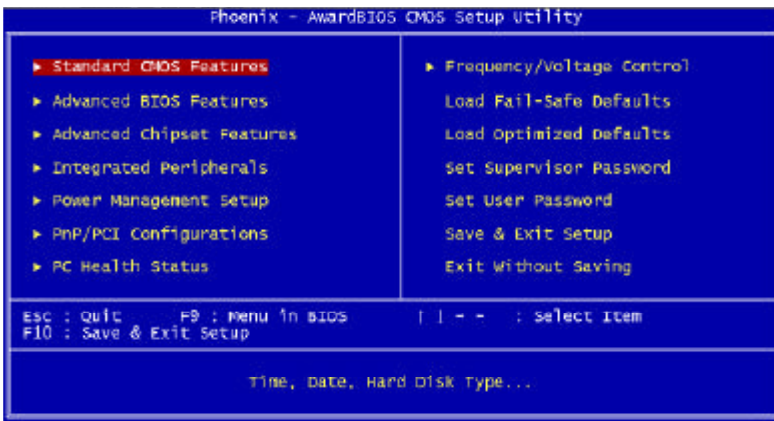 Phoenix - AwardBIOS CMOS Setup Utility
▶ Standard CMOS Features
▶ Advanced BIOS Features
▶ Advanced Chipset Features
▶ Integrated Peripherals
▶ Power Management Setup
▶ PnP/PCI Configurations
▶ PC Health Status
▶ Frequency/Voltage Control
Load Fail-Safe Defaults
Load Optimized Defaults
Set Supervisor Password
Set User Password
Save & Exit Setup
Exit Without Saving
Esc : Quit F9 : Menu in BIOS : Select Item
F10 : Save & Exit Setup
Time, Date, Hard Disk Type...